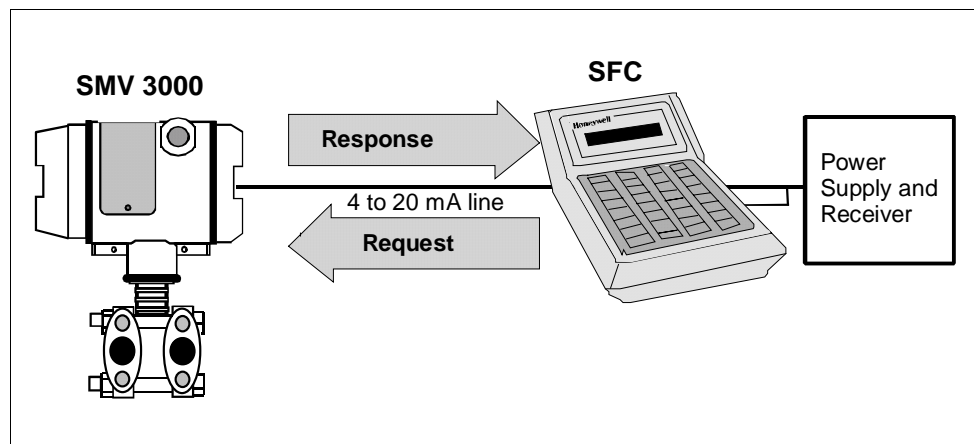 SFC
SMV 3000
Honeywell
Response
4 to 20 mA line
Request
Power
Supply and
Receiver